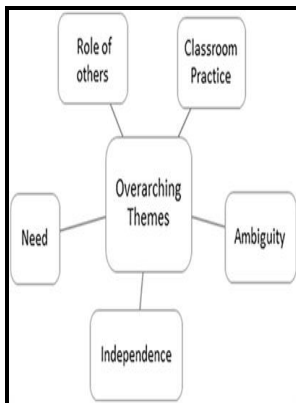 Role of
others
Classroom
Practice
Overarching
Themes
Need
Ambiguity
Independence